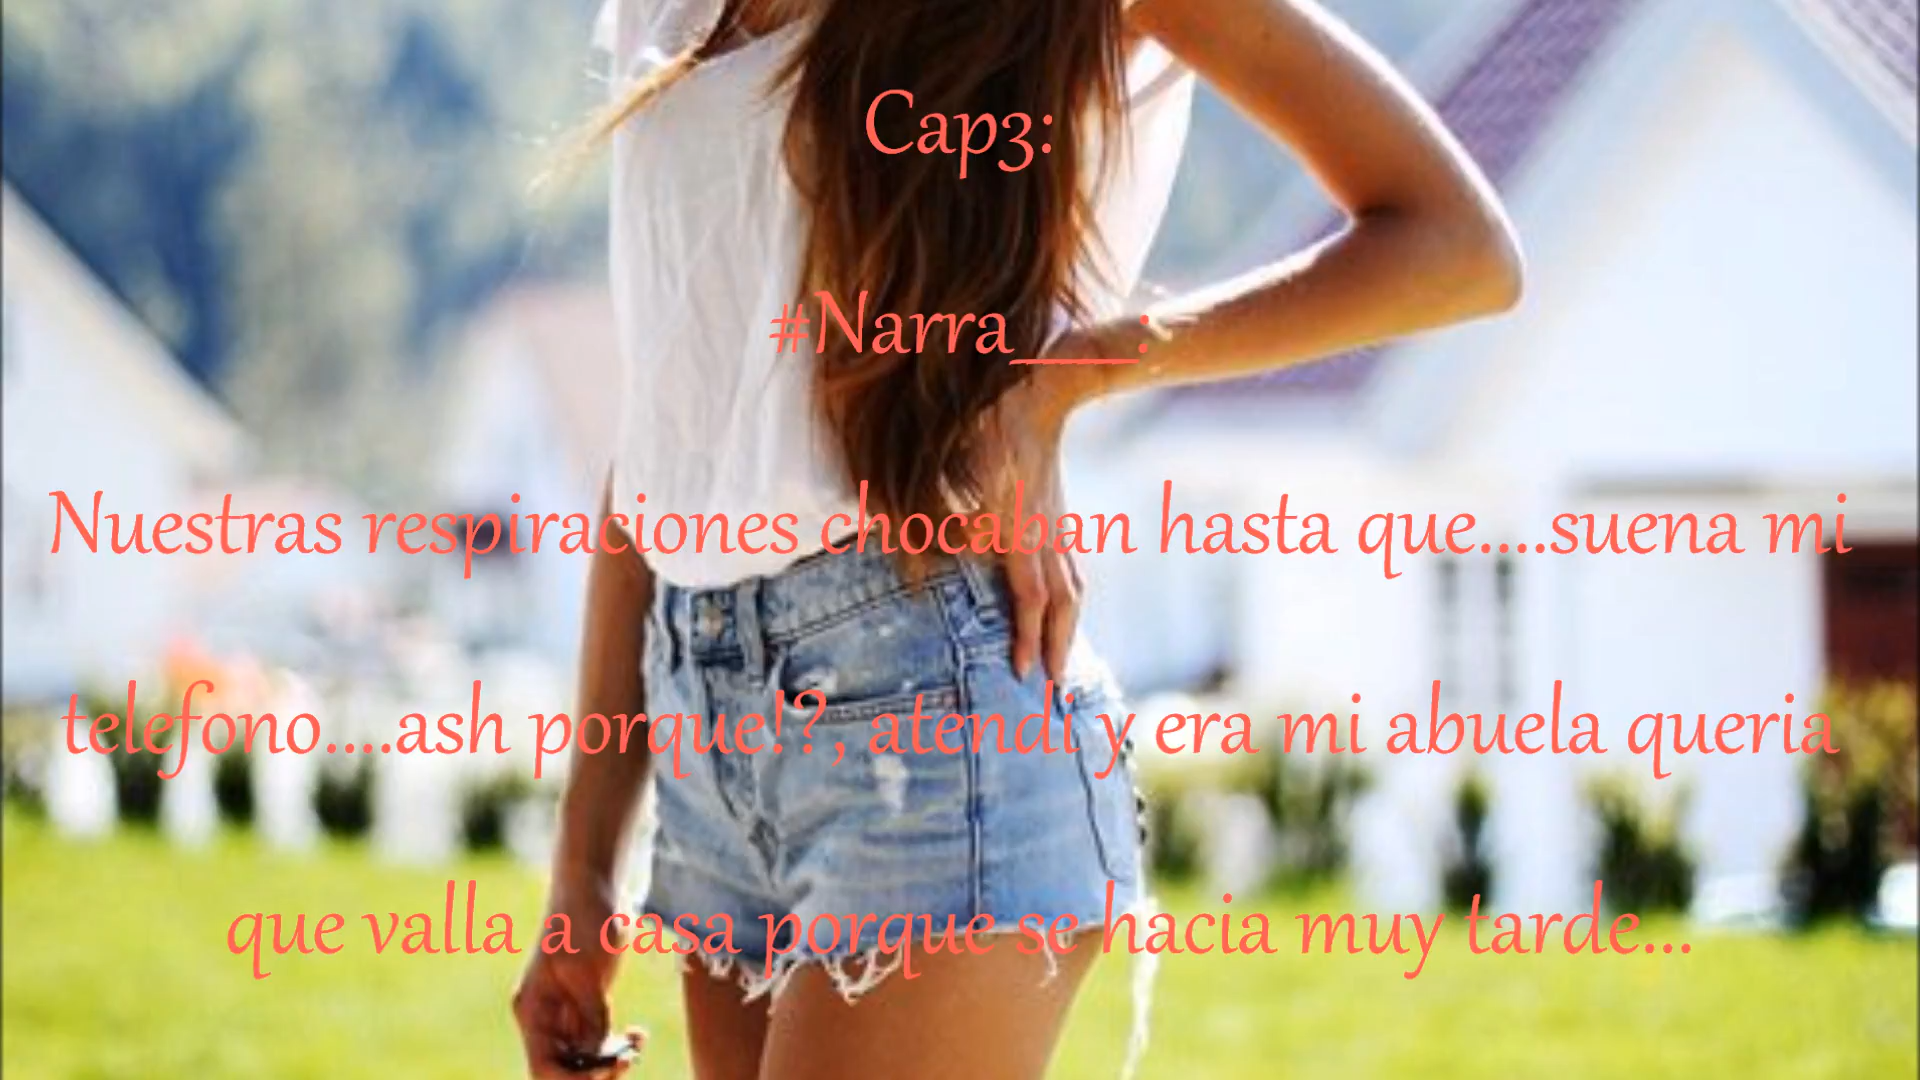 Cap3:
#Narra____:
Nuestras respiraciones chocaban hasta que....suena mi
telefono....ash porque!?, atendi y era mi abuela queria
que valla a casa porque se hacia muy tarde...